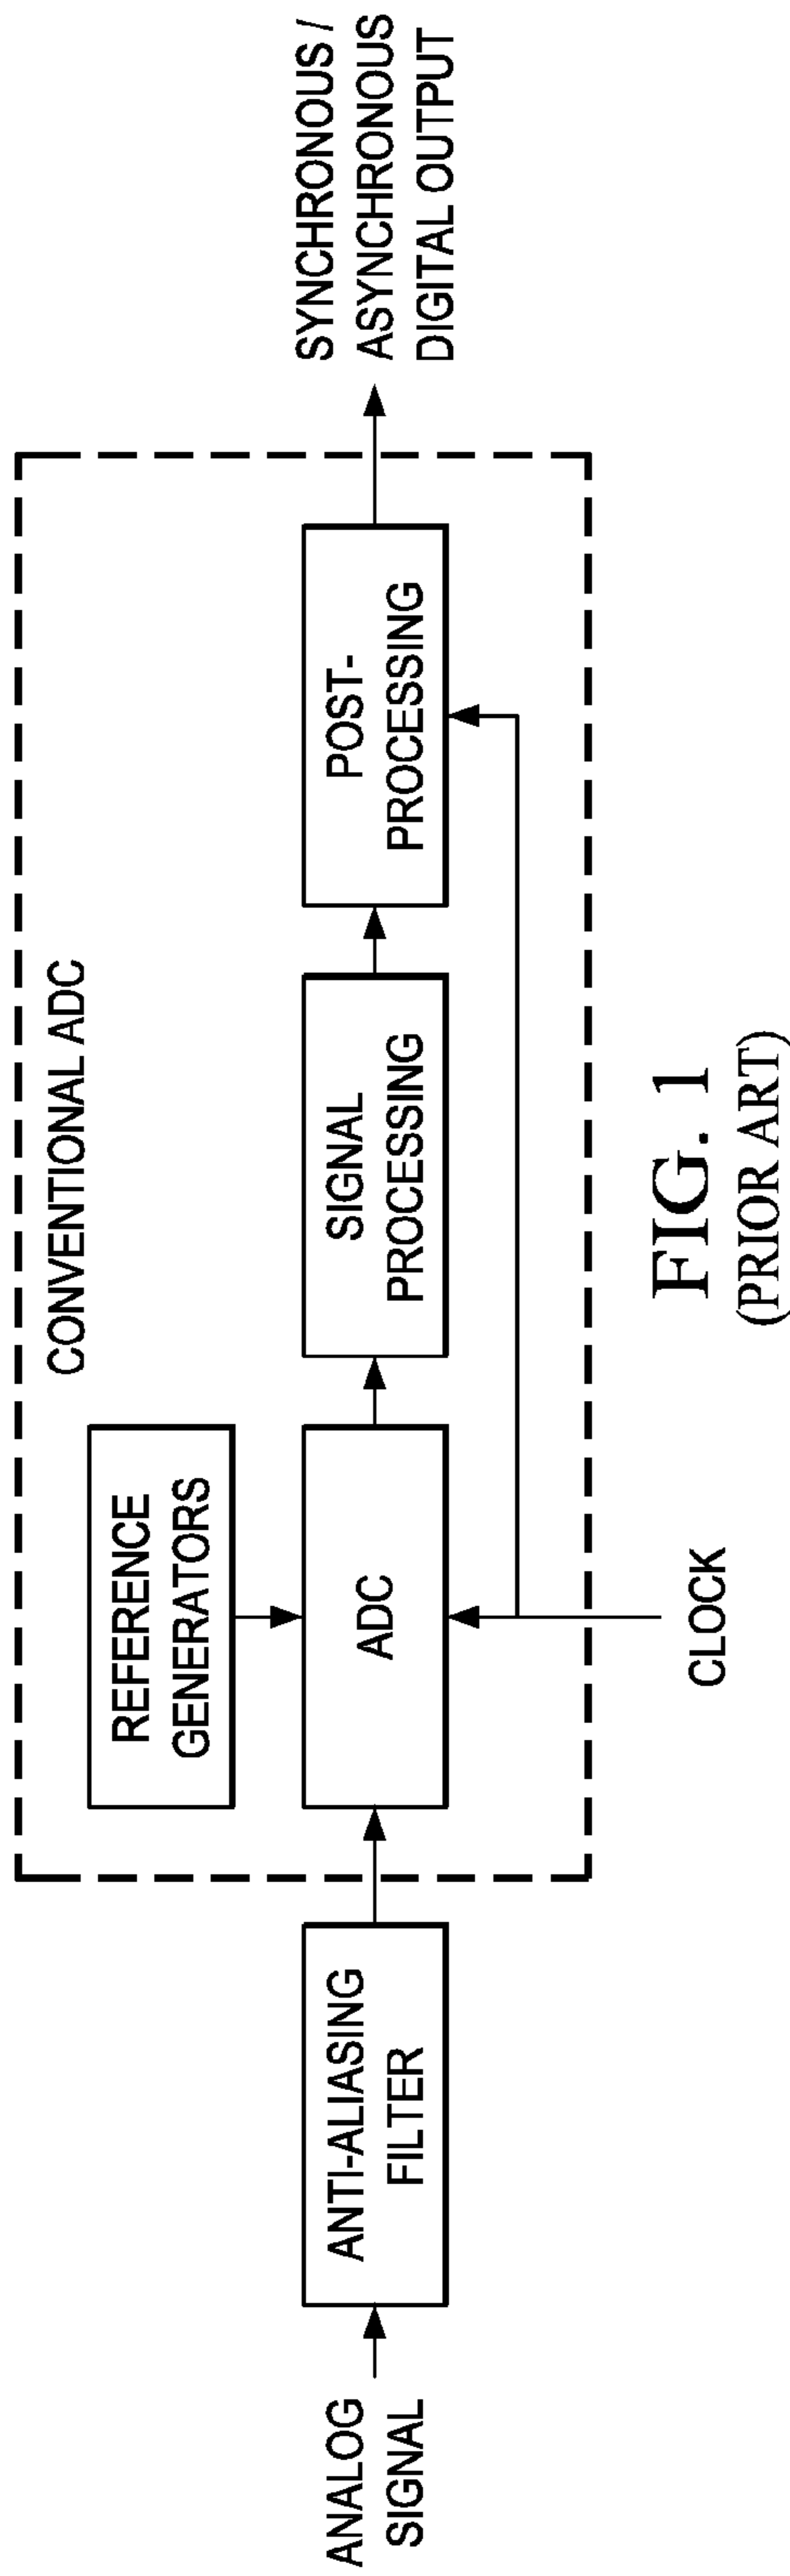 CONVENTIONAL ADC
REFERENCE
GENERATORS
ANALOG
SIGNAL
ANTI-ALIASING
FILTER
ADC
SIGNAL
PROCESSING
POST-
PROCESSING
SYNCHRONOUS /
ASYNCHRONOUS
DIGITAL OUTPUT
CLOCK
FIG. 1
(PRIOR ART)